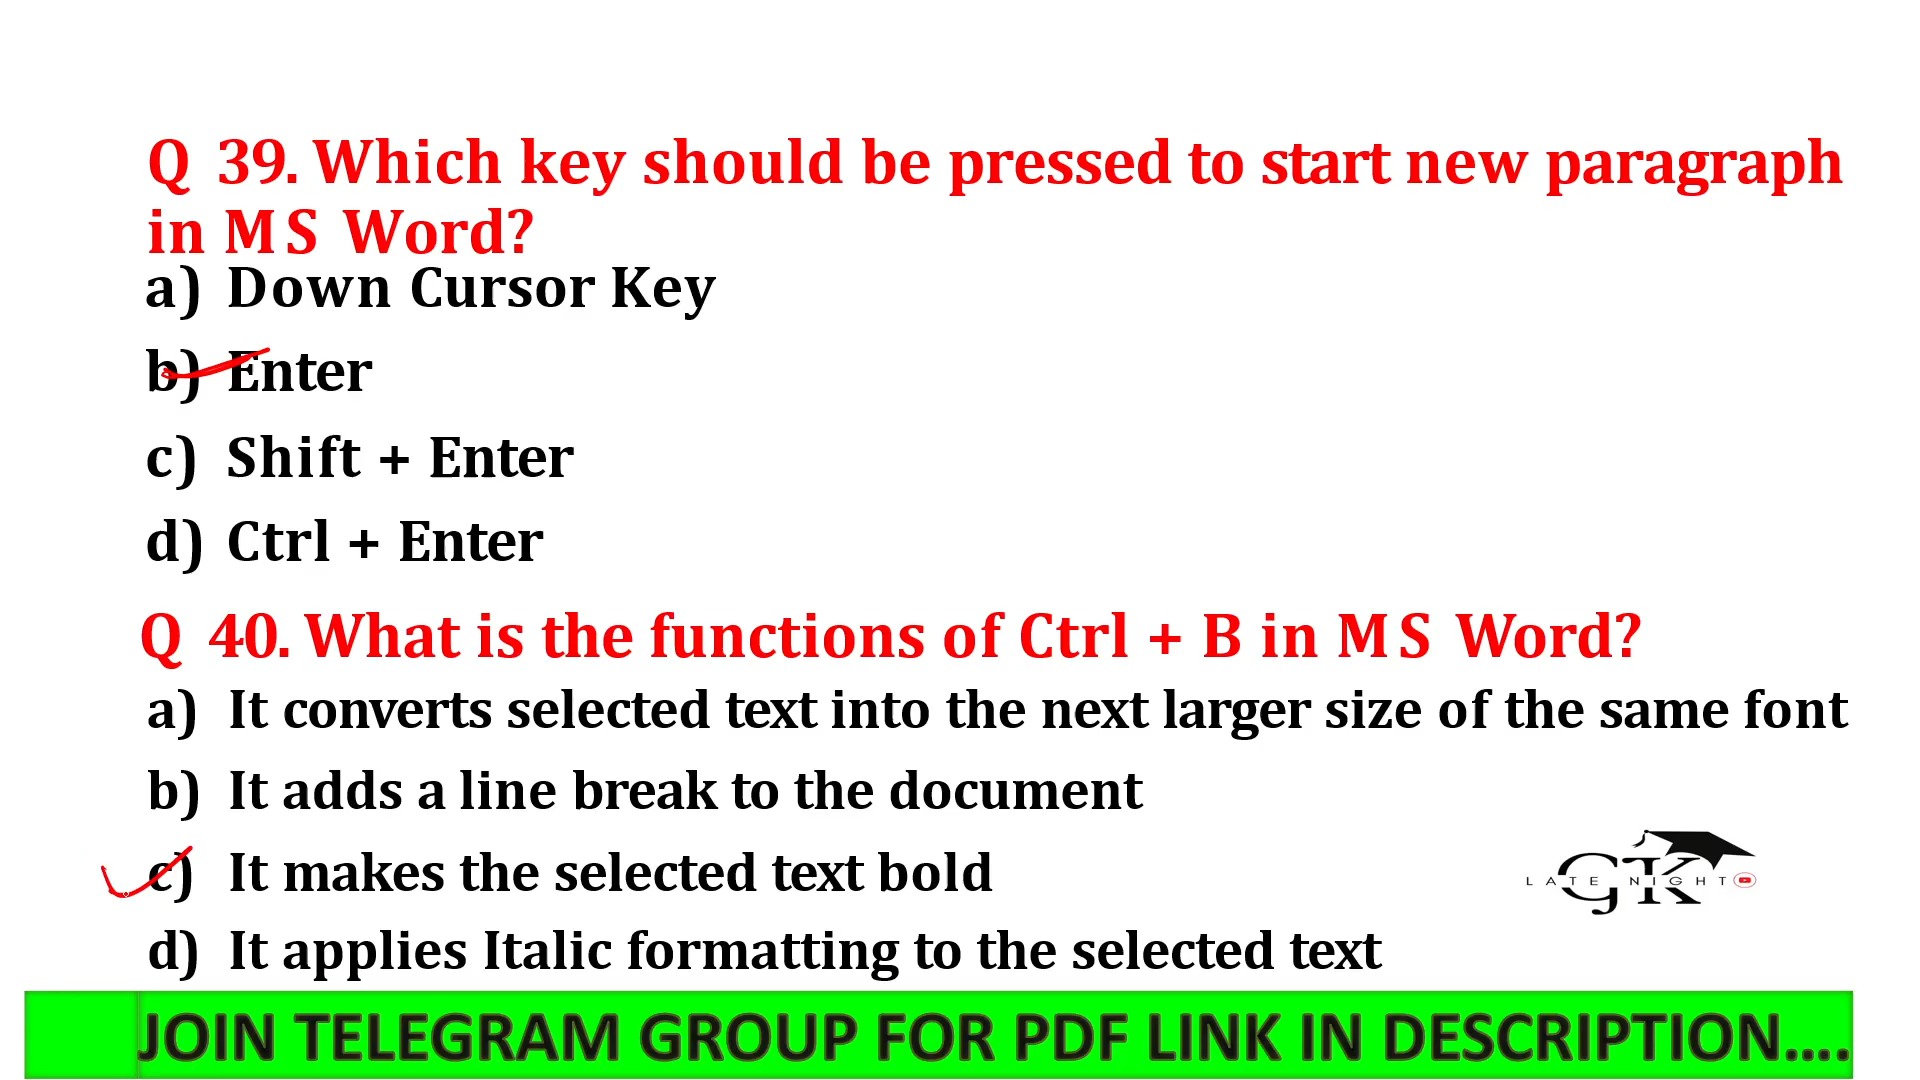 Q 39. Which key should be pressed to start new paragraph
in MS Word?
a) Down Cursor Key
b) Enter
c) Shift + Enter
d) Ctrl + Enter
Q 40. What is the functions of Ctrl + B in MS Word?
a) It converts selected text into the next larger size of the same font
b) It adds a line break to the document
c) It makes the selected text bold
GK
LATE NIGHT
d) It applies Italic formatting to the selected text
JOIN TELEGRAM GROUP FOR PDF LINK IN DESCRIPTION....